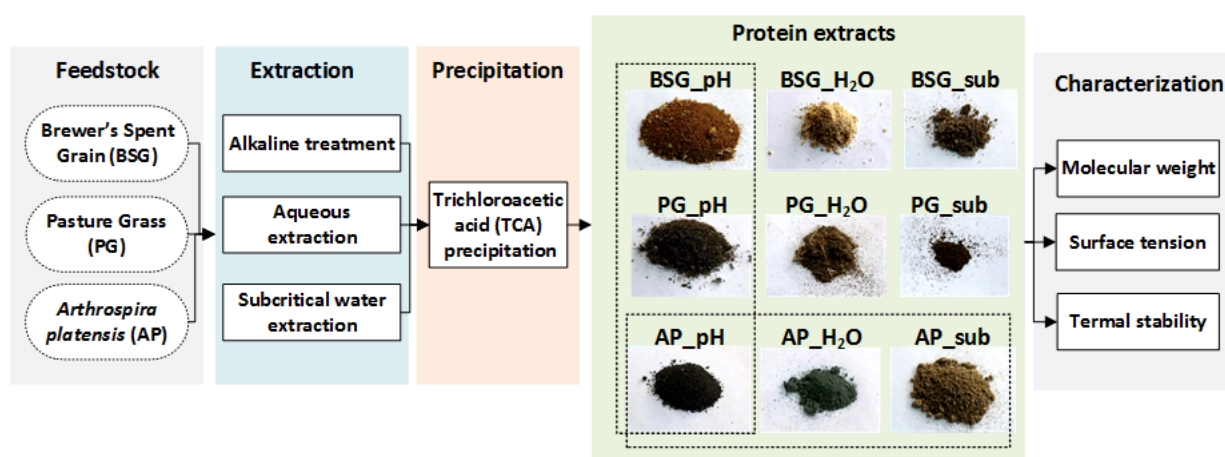 Feedstock
Brewer's Spent
Grain (BSG)
Pasture Grass
(PG)
Arthrospira
platensis (AP)
Extraction
Alkaline treatment
Aqueous
extraction
Subcritical water
extraction
Precipitation
Trichloroacetic
acid (TCA)
precipitation
Protein extracts
BSG_pH
BSG_H₂O
BSG_sub
PG_pH
PG_H₂O
PG_sub
AP_pH
AP_H₂O
AP_sub
Characterization
Molecular weight
Surface tension
Termal stability